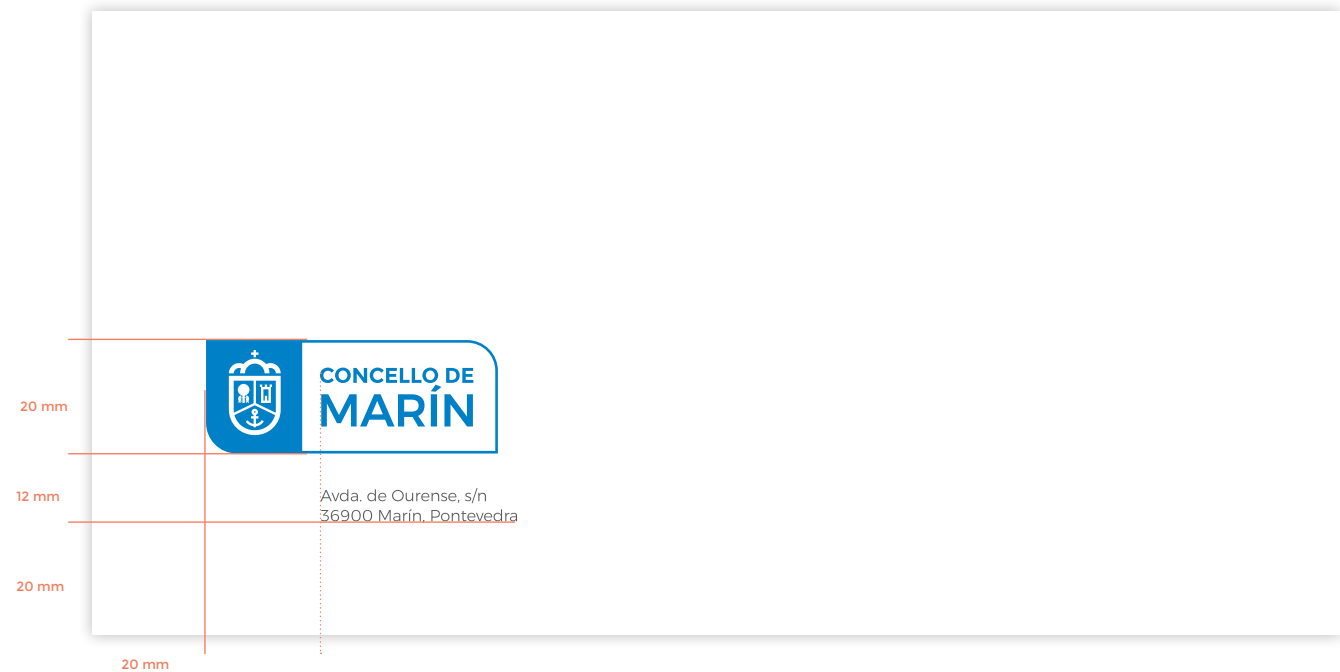 20 mm
CONCELLO DE
MARÍN
12 mm
Avda. de Ourense, s/n
36900 Marín, Pontevedra
20 mm
20 mm